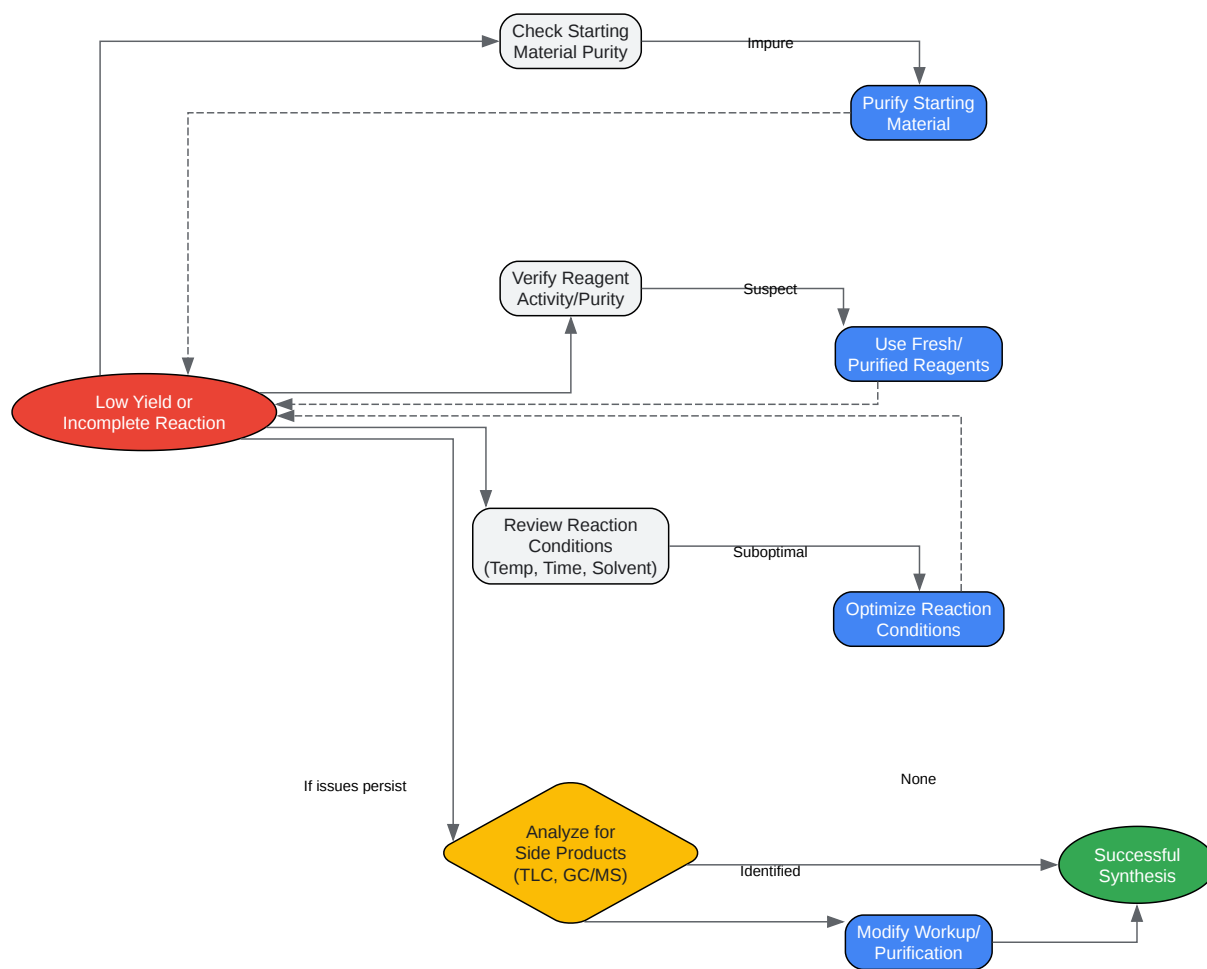 Check Starting
Material Purity
Impure
Purify Starting
Material
Verify Reagent
Activity/Purity
Suspect
Use Fresh/
Purified Reagents
Low Yield or
Incomplete Reaction
Review Reaction
Conditions
(Temp, Time, Solvent)
Suboptimal
Optimize Reaction
Conditions
If issues persist
None
Analyze for
Side Products
(TLC, GC/MS)
Identified
Successful
Synthesis
Modify Workup/
Purification